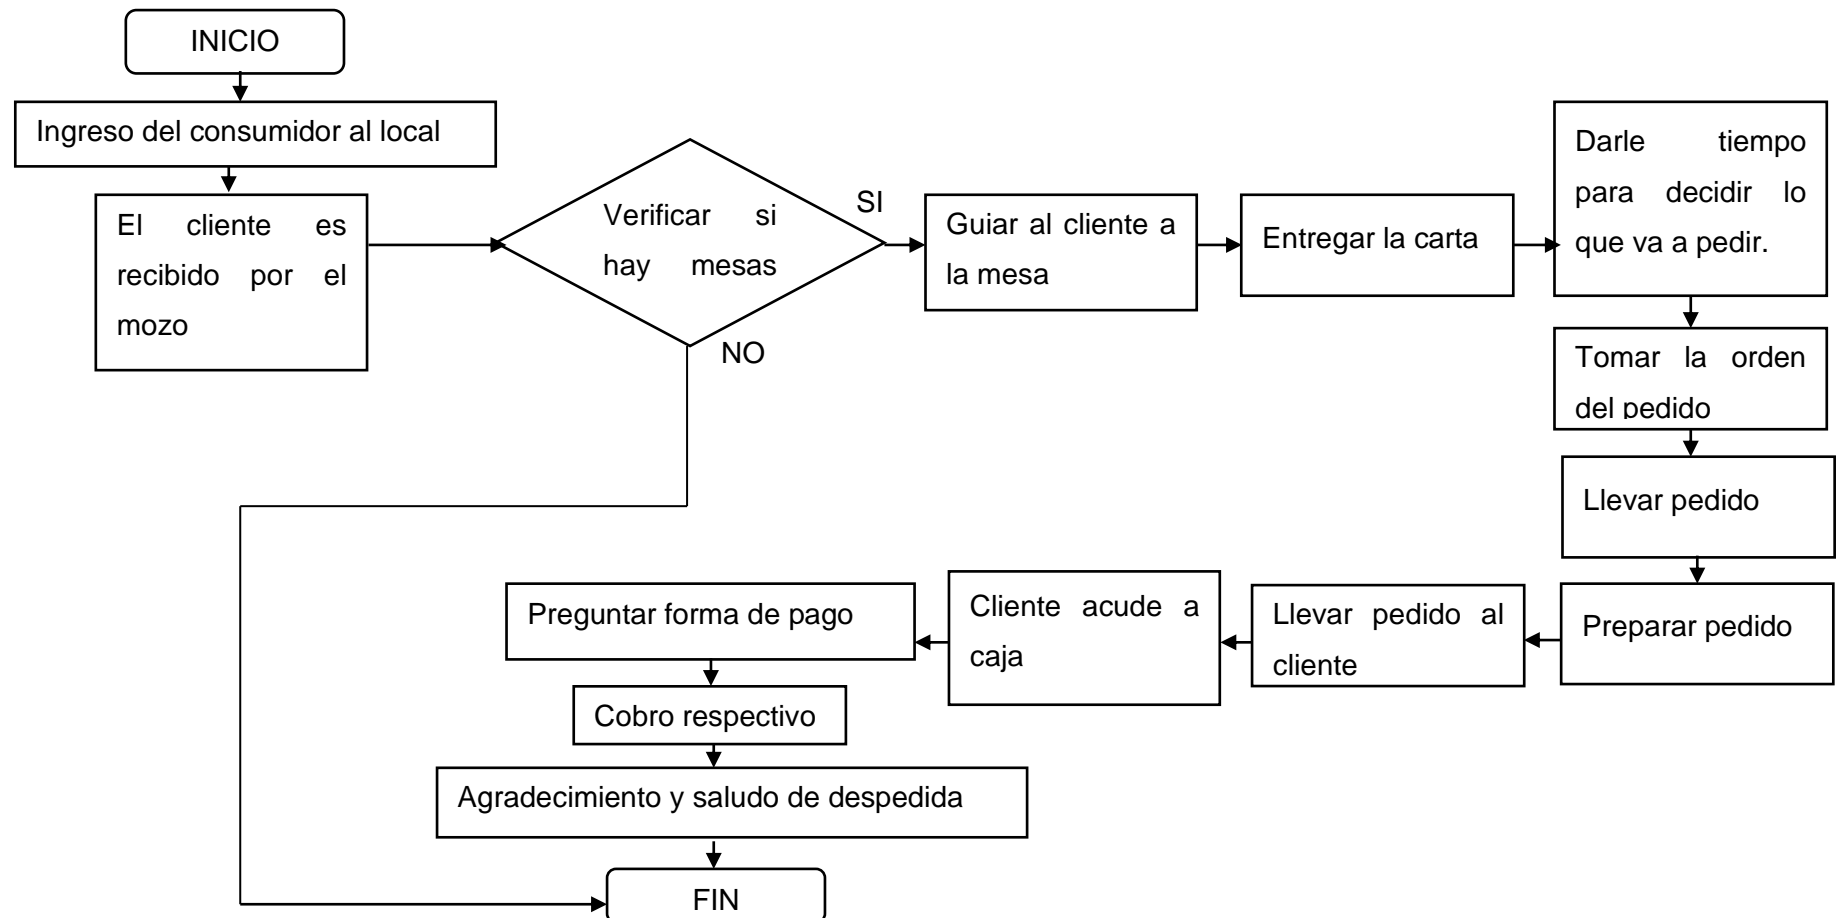 INICIO
Ingreso del consumidor al local
El cliente es
recibido por el
mozo
Verificar si
hay mesas
SI
NO
Guiar al cliente a
la mesa
Entregar la carta
Darle tiempo
para decidir lo
que va a pedir.
Tomar la orden
del pedido
Llevar pedido
Preparar pedido
Llevar pedido al
cliente
Cliente acude a
caja
Preguntar forma de pago
Cobro respectivo
Agradecimiento y saludo de despedida
FIN